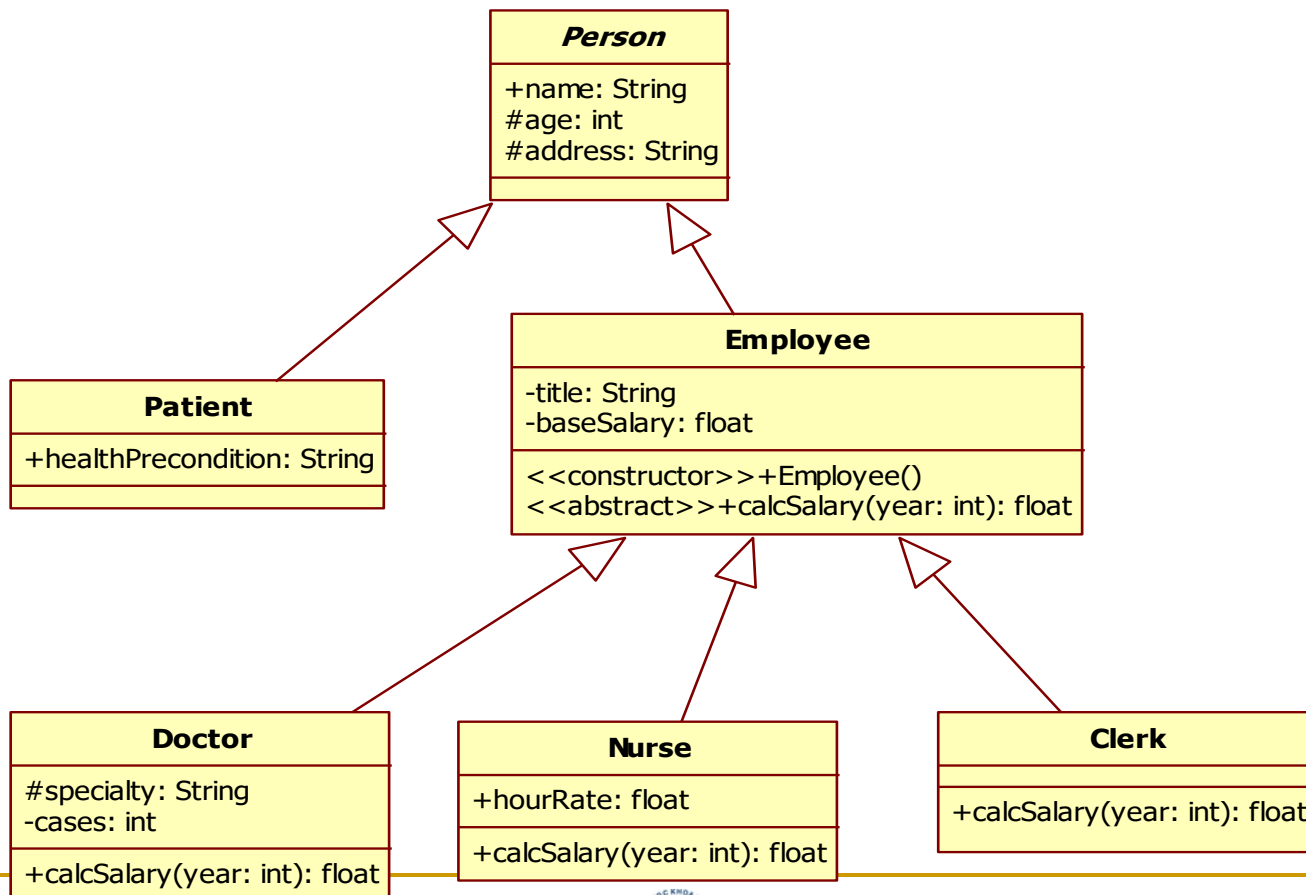 Person
+name: String
#age: int
#address: String
Employee
-title: String
-baseSalary: float
<<constructor>>+Employee()
<<abstract>>+calcSalary(year: int): float
Patient
+healthPrecondition: String
Doctor
#specialty: String
-cases: int
+calcSalary(year: int): float
Nurse
+hourRate: float
+calcSalary(year: int): float
Clerk
+calcSalary(year: int): float